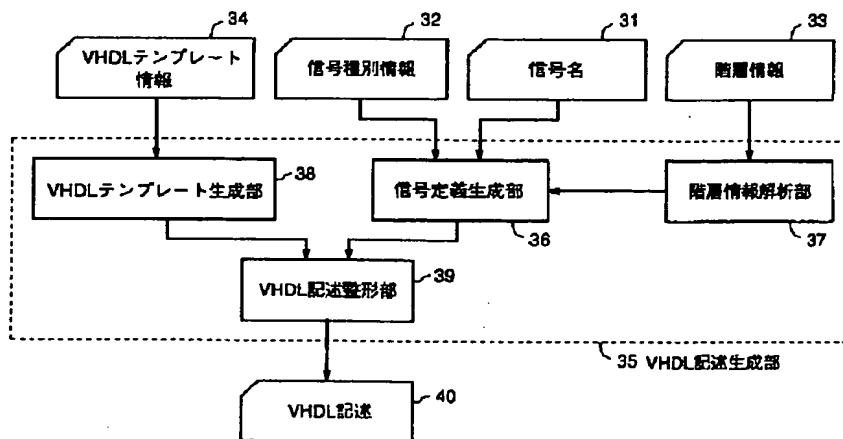 34
32
31
33
VHDLテンプレート
情報
信号種別情報
信号名
階層情報
VHDLテンプレート生成部
38
信号定義生成部
36
階層情報解析部
37
VHDL記述整形部
39
35 VHDL記述生成部
VHDL記述
40